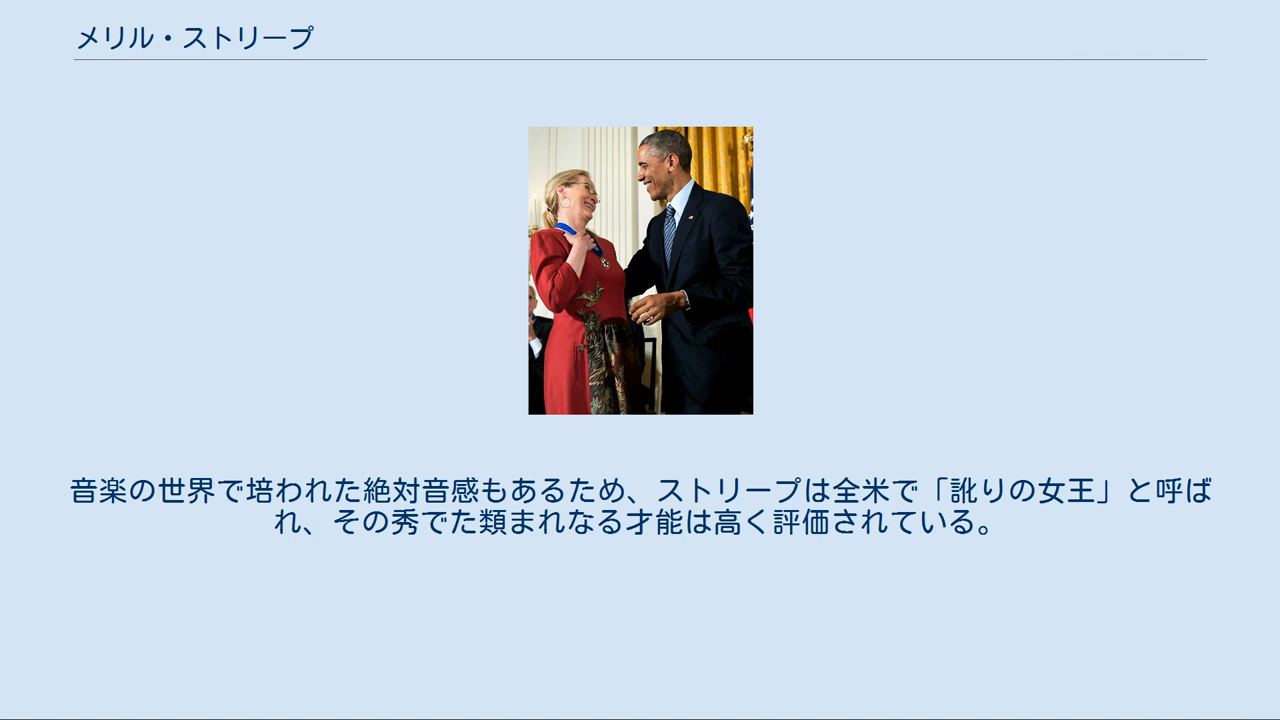 メリル・ストリープ
音楽の世界で培われた絶対音感もあるため、ストリープは全米で「訛りの女王」と呼ば
れ、その秀でた類まれなる才能は高く評価されている。